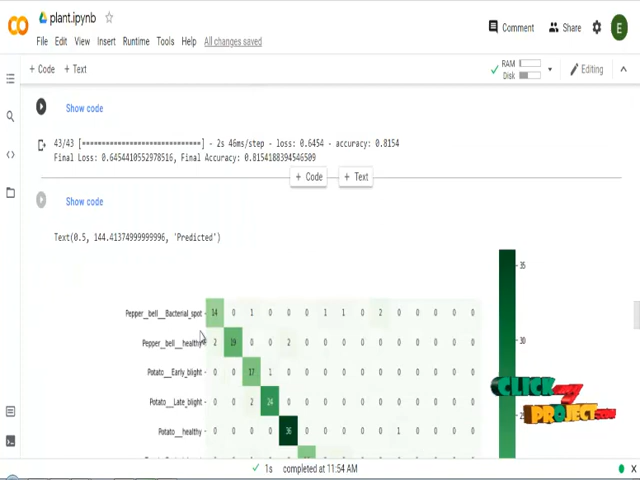 plant.ipynb
Comment
Share
E
File Edit View Insert Runtime Tools Help All changes saved
+ Code + Text
RAM
Disk
Editing
Show code
43/43 [==============================] - 2s 46ms/step - loss: 0.6454 - accuracy: 0.8154
Final Loss: 0.6454410552978516, Final Accuracy: 0.8154188394546509
+ Code + Text
Show code
Text(0.5, 144.41374999999996, 'Predicted')
35
Pepper__bell__Bacterial_spot 14 0 1 0 0 0 1 1 0 2 0 0 0 0 0
Pepper__bell__healthy 2 19 0 0 2 0 0 0 0 0 0 0 0 0 0
30
Potato__Early_blight 0 0 17 1 0 0 0 0 0 0 0 0 0 0 0
Potato__Late_blight 0 0 2 24 0 0 0 0 0 0 0 0 0 0 0
CLICK MY
PROJECT.COM
Potato__healthy 0 0 0 0 36 0 0 0 0 0 1 0 0 0 0
1s completed at 11:54 AM